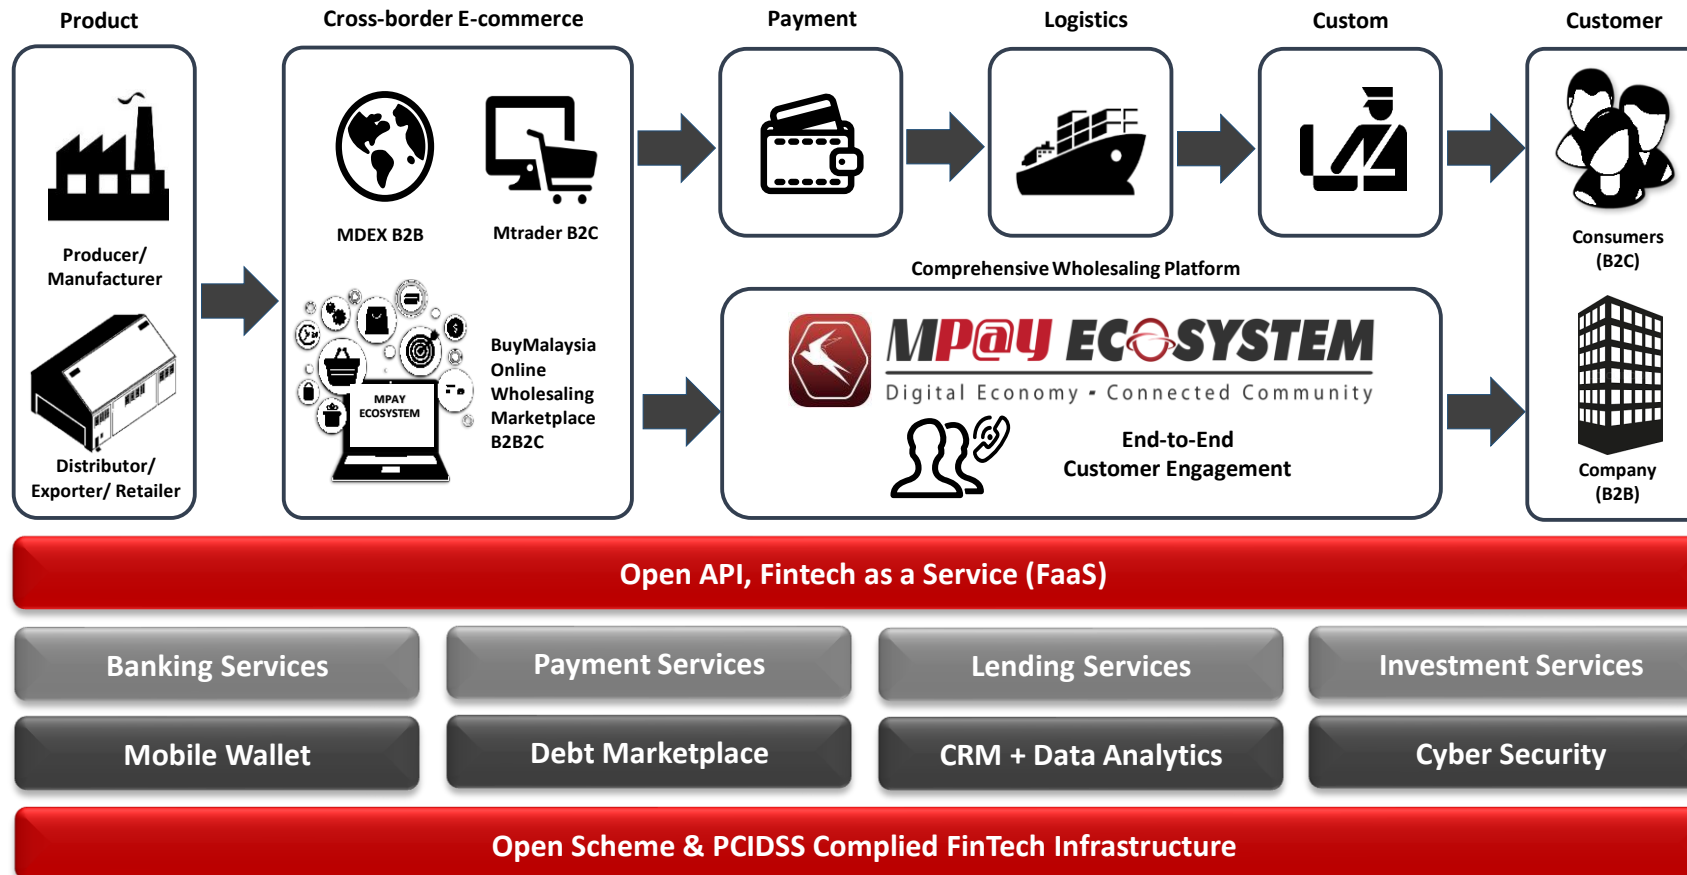 Product
Cross-border E-commerce
Payment
Logistics
Custom
Customer
Producer/
Manufacturer
Distributor/
Exporter/ Retailer
MDEX B2B
Mtrader B2C
MPAY
ECOSYSTEM
BuyMalaysia
Online
Wholesaling
Marketplace
B2B2C
Comprehensive Wholesaling Platform
MP@y ECOSYSTEM
Digital Economy - Connected Community
End-to-End
Customer Engagement
Consumers
(B2C)
Company
(B2B)
Open API, Fintech as a Service (FaaS)
Banking Services
Payment Services
Lending Services
Investment Services
Mobile Wallet
Debt Marketplace
CRM + Data Analytics
Cyber Security
Open Scheme & PCIDSS Complied FinTech Infrastructure